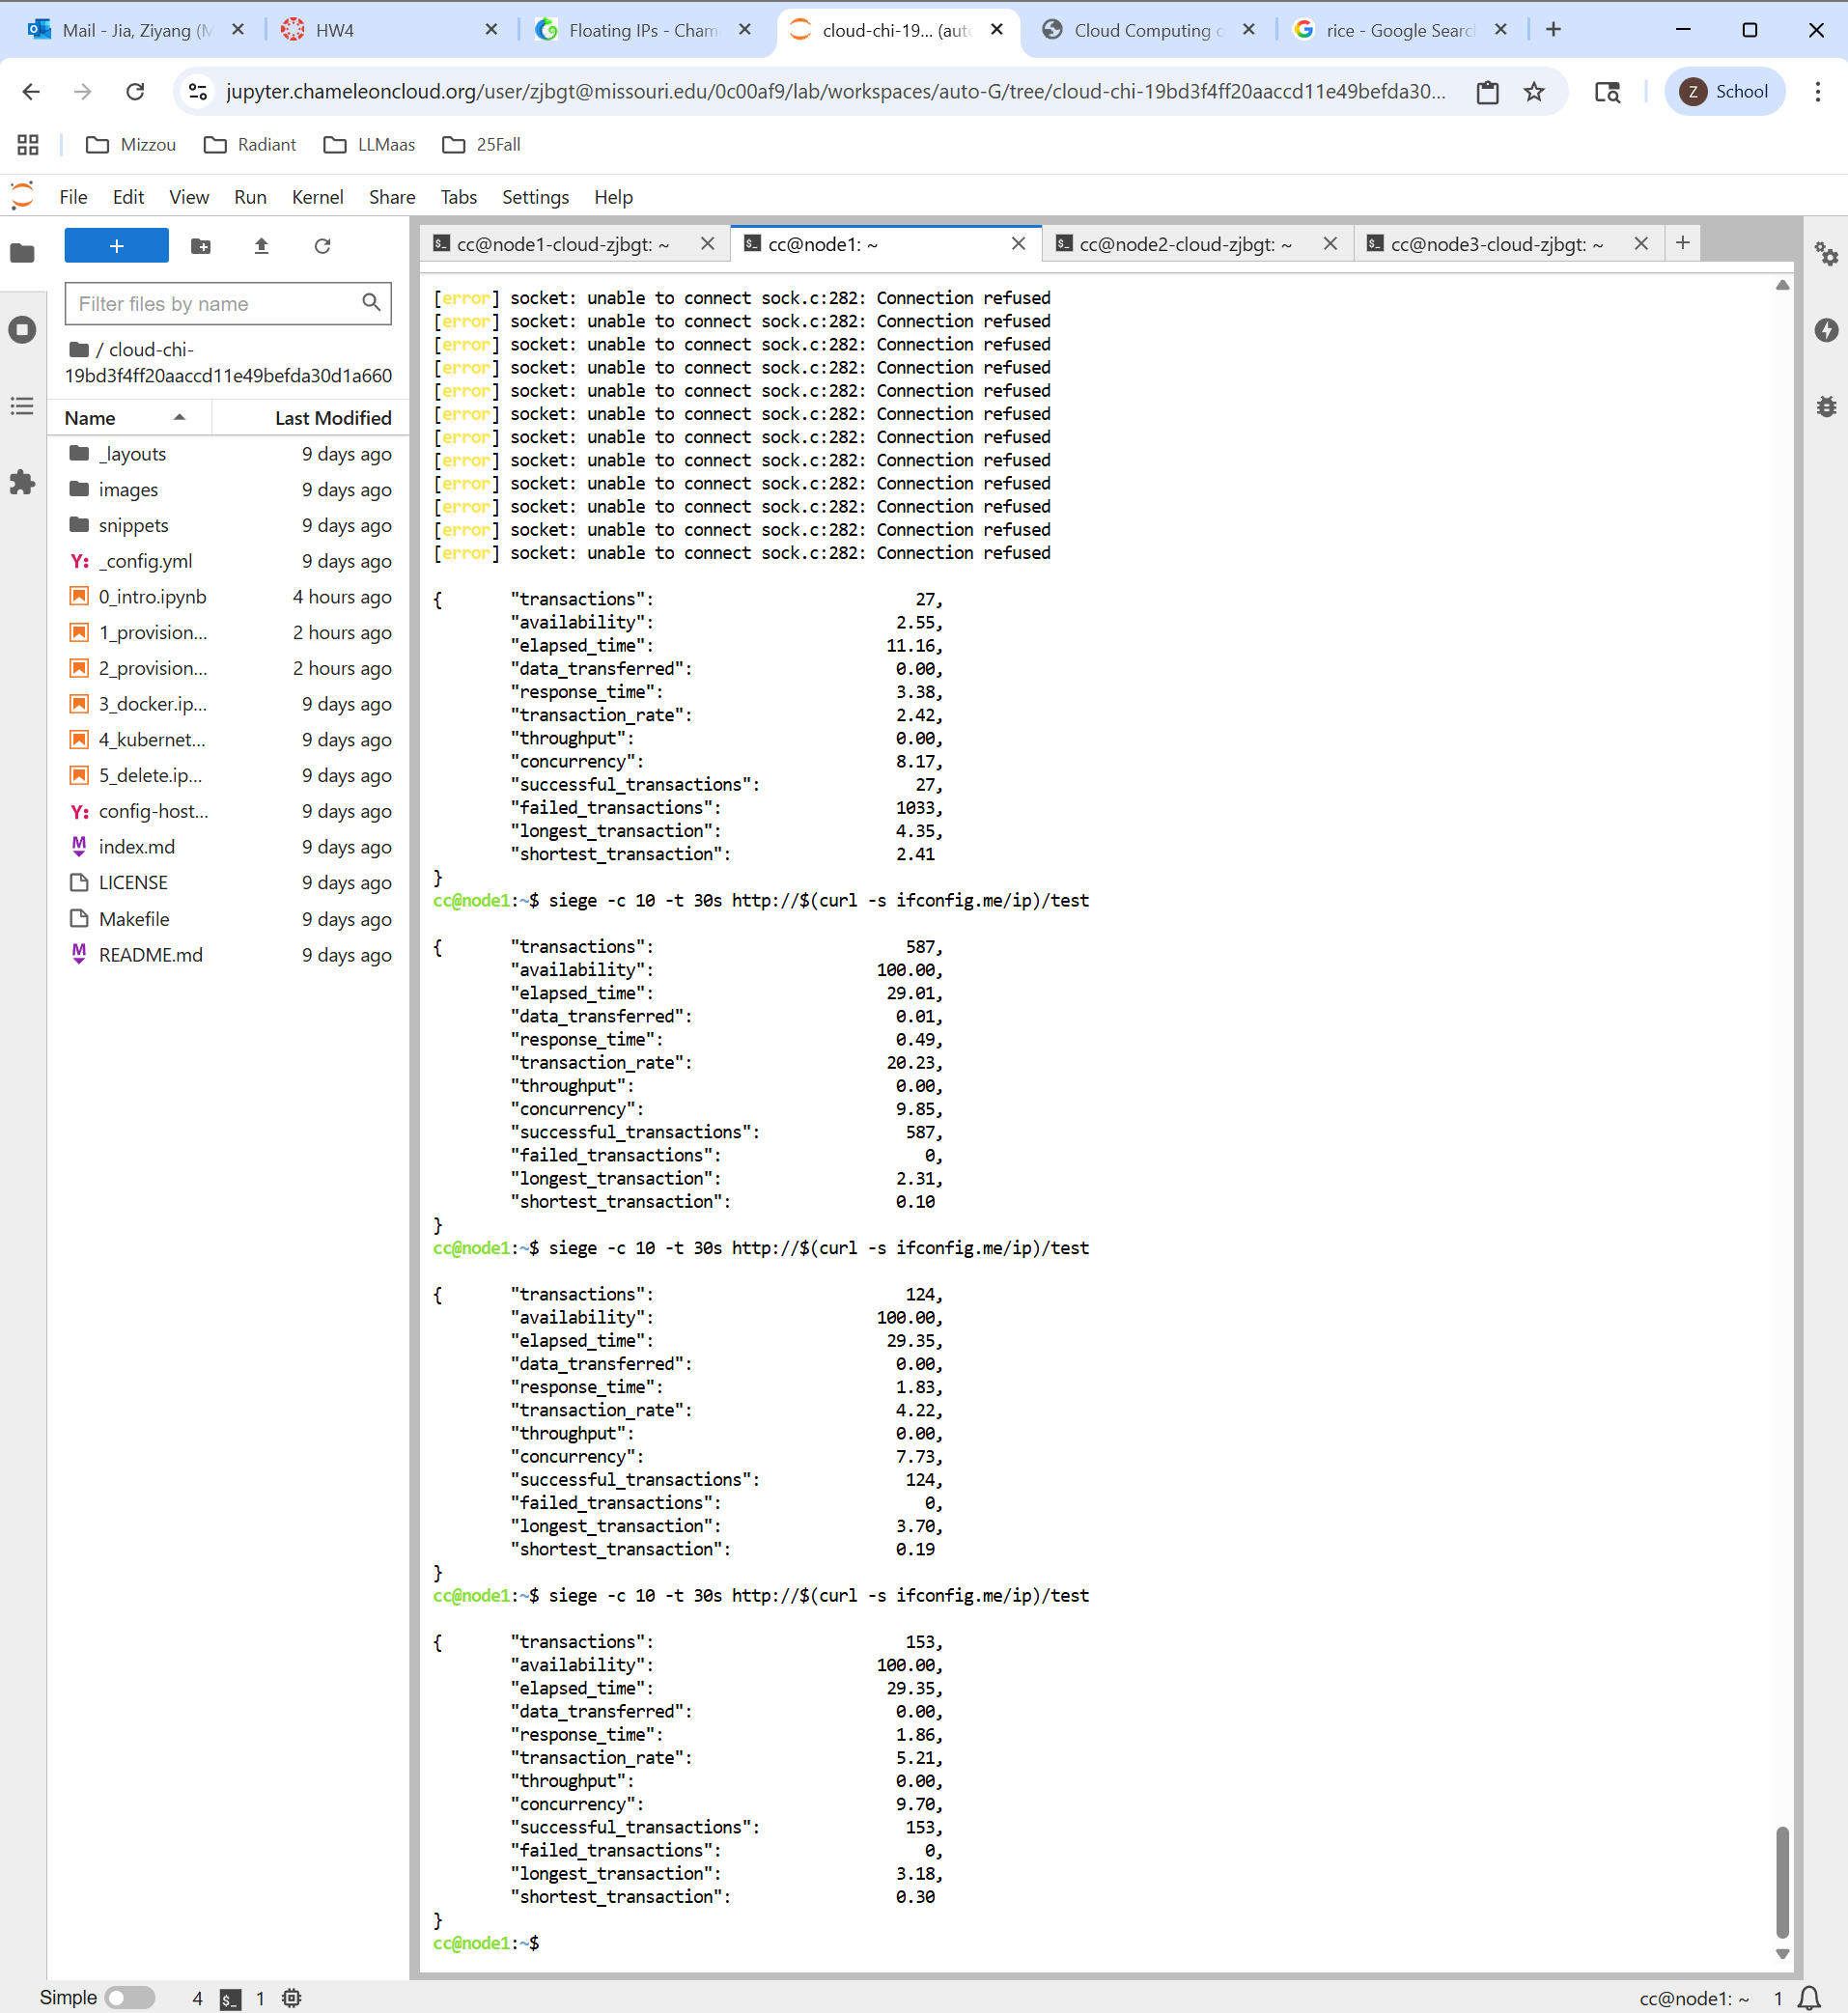 Mail - Jia, Ziyang (M
HW4
Floating IPs - Cham
cloud-chi-19... (auto
Cloud Computing c
rice - Google Search
jupyter.chameleoncloud.org/user/zjbgt@missouri.edu/0c00af9/lab/workspaces/auto-G/tree/cloud-chi-19bd3f4ff20aaccd11e49befda30...
Z School
Mizzou Radiant LLMaas 25Fall
File Edit View Run Kernel Share Tabs Settings Help
cc@node1-cloud-zjbgt: ~
cc@node1: ~
cc@node2-cloud-zjbgt: ~
cc@node3-cloud-zjbgt: ~
Filter files by name
/ cloud-chi-
19bd3f4ff20aaccd11e49befda30d1a660
Name Last Modified
_layouts 9 days ago
images 9 days ago
snippets 9 days ago
Y: _config.yml 9 days ago
0_intro.ipynb 4 hours ago
1_provision... 2 hours ago
2_provision... 2 hours ago
3_docker.ip... 9 days ago
4_kubernet... 9 days ago
5_delete.ip... 9 days ago
Y: config-host... 9 days ago
M index.md 9 days ago
LICENSE 9 days ago
Makefile 9 days ago
M README.md 9 days ago
[error] socket: unable to connect sock.c:282: Connection refused
[error] socket: unable to connect sock.c:282: Connection refused
[error] socket: unable to connect sock.c:282: Connection refused
[error] socket: unable to connect sock.c:282: Connection refused
[error] socket: unable to connect sock.c:282: Connection refused
[error] socket: unable to connect sock.c:282: Connection refused
[error] socket: unable to connect sock.c:282: Connection refused
[error] socket: unable to connect sock.c:282: Connection refused
[error] socket: unable to connect sock.c:282: Connection refused
[error] socket: unable to connect sock.c:282: Connection refused
[error] socket: unable to connect sock.c:282: Connection refused
[error] socket: unable to connect sock.c:282: Connection refused
{ "transactions": 27,
"availability": 2.55,
"elapsed_time": 11.16,
"data_transferred": 0.00,
"response_time": 3.38,
"transaction_rate": 2.42,
"throughput": 0.00,
"concurrency": 8.17,
"successful_transactions": 27,
"failed_transactions": 1033,
"longest_transaction": 4.35,
"shortest_transaction": 2.41
}
cc@node1:~$ siege -c 10 -t 30s http://$(curl -s ifconfig.me/ip)/test
{ "transactions": 587,
"availability": 100.00,
"elapsed_time": 29.01,
"data_transferred": 0.01,
"response_time": 0.49,
"transaction_rate": 20.23,
"throughput": 0.00,
"concurrency": 9.85,
"successful_transactions": 587,
"failed_transactions": 0,
"longest_transaction": 2.31,
"shortest_transaction": 0.10
}
cc@node1:~$ siege -c 10 -t 30s http://$(curl -s ifconfig.me/ip)/test
{ "transactions": 124,
"availability": 100.00,
"elapsed_time": 29.35,
"data_transferred": 0.00,
"response_time": 1.83,
"transaction_rate": 4.22,
"throughput": 0.00,
"concurrency": 7.73,
"successful_transactions": 124,
"failed_transactions": 0,
"longest_transaction": 3.70,
"shortest_transaction": 0.19
}
cc@node1:~$ siege -c 10 -t 30s http://$(curl -s ifconfig.me/ip)/test
{ "transactions": 153,
"availability": 100.00,
"elapsed_time": 29.35,
"data_transferred": 0.00,
"response_time": 1.86,
"transaction_rate": 5.21,
"throughput": 0.00,
"concurrency": 9.70,
"successful_transactions": 153,
"failed_transactions": 0,
"longest_transaction": 3.18,
"shortest_transaction": 0.30
}
cc@node1:~$
Simple 4 $_ 1 cc@node1: ~ 1